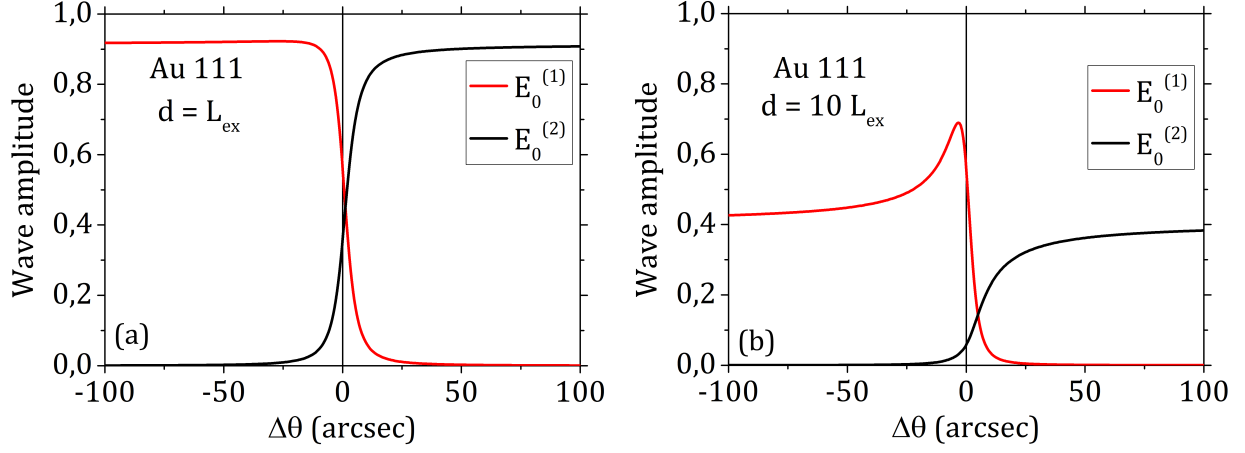 1,0
0,8
0,6
0,4
0,2
0,0
Wave amplitude
Au 111
d = L_ex
E_0^(1)
E_0^(2)
(a)
-100 -50 0 50 100
Δθ (arcsec)
1,0
0,8
0,6
0,4
0,2
0,0
Wave amplitude
Au 111
d = 10 L_ex
E_0^(1)
E_0^(2)
(b)
-100 -50 0 50 100
Δθ (arcsec)